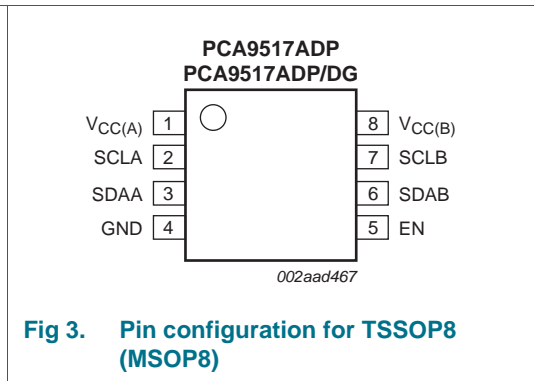 PCA9517ADP
PCA9517ADP/DG
VCC(A) 1 8 VCC(B)
SCLA 2 7 SCLB
SDAA 3 6 SDAB
GND 4 5 EN
002aad467
Fig 3. Pin configuration for TSSOP8
(MSOP8)